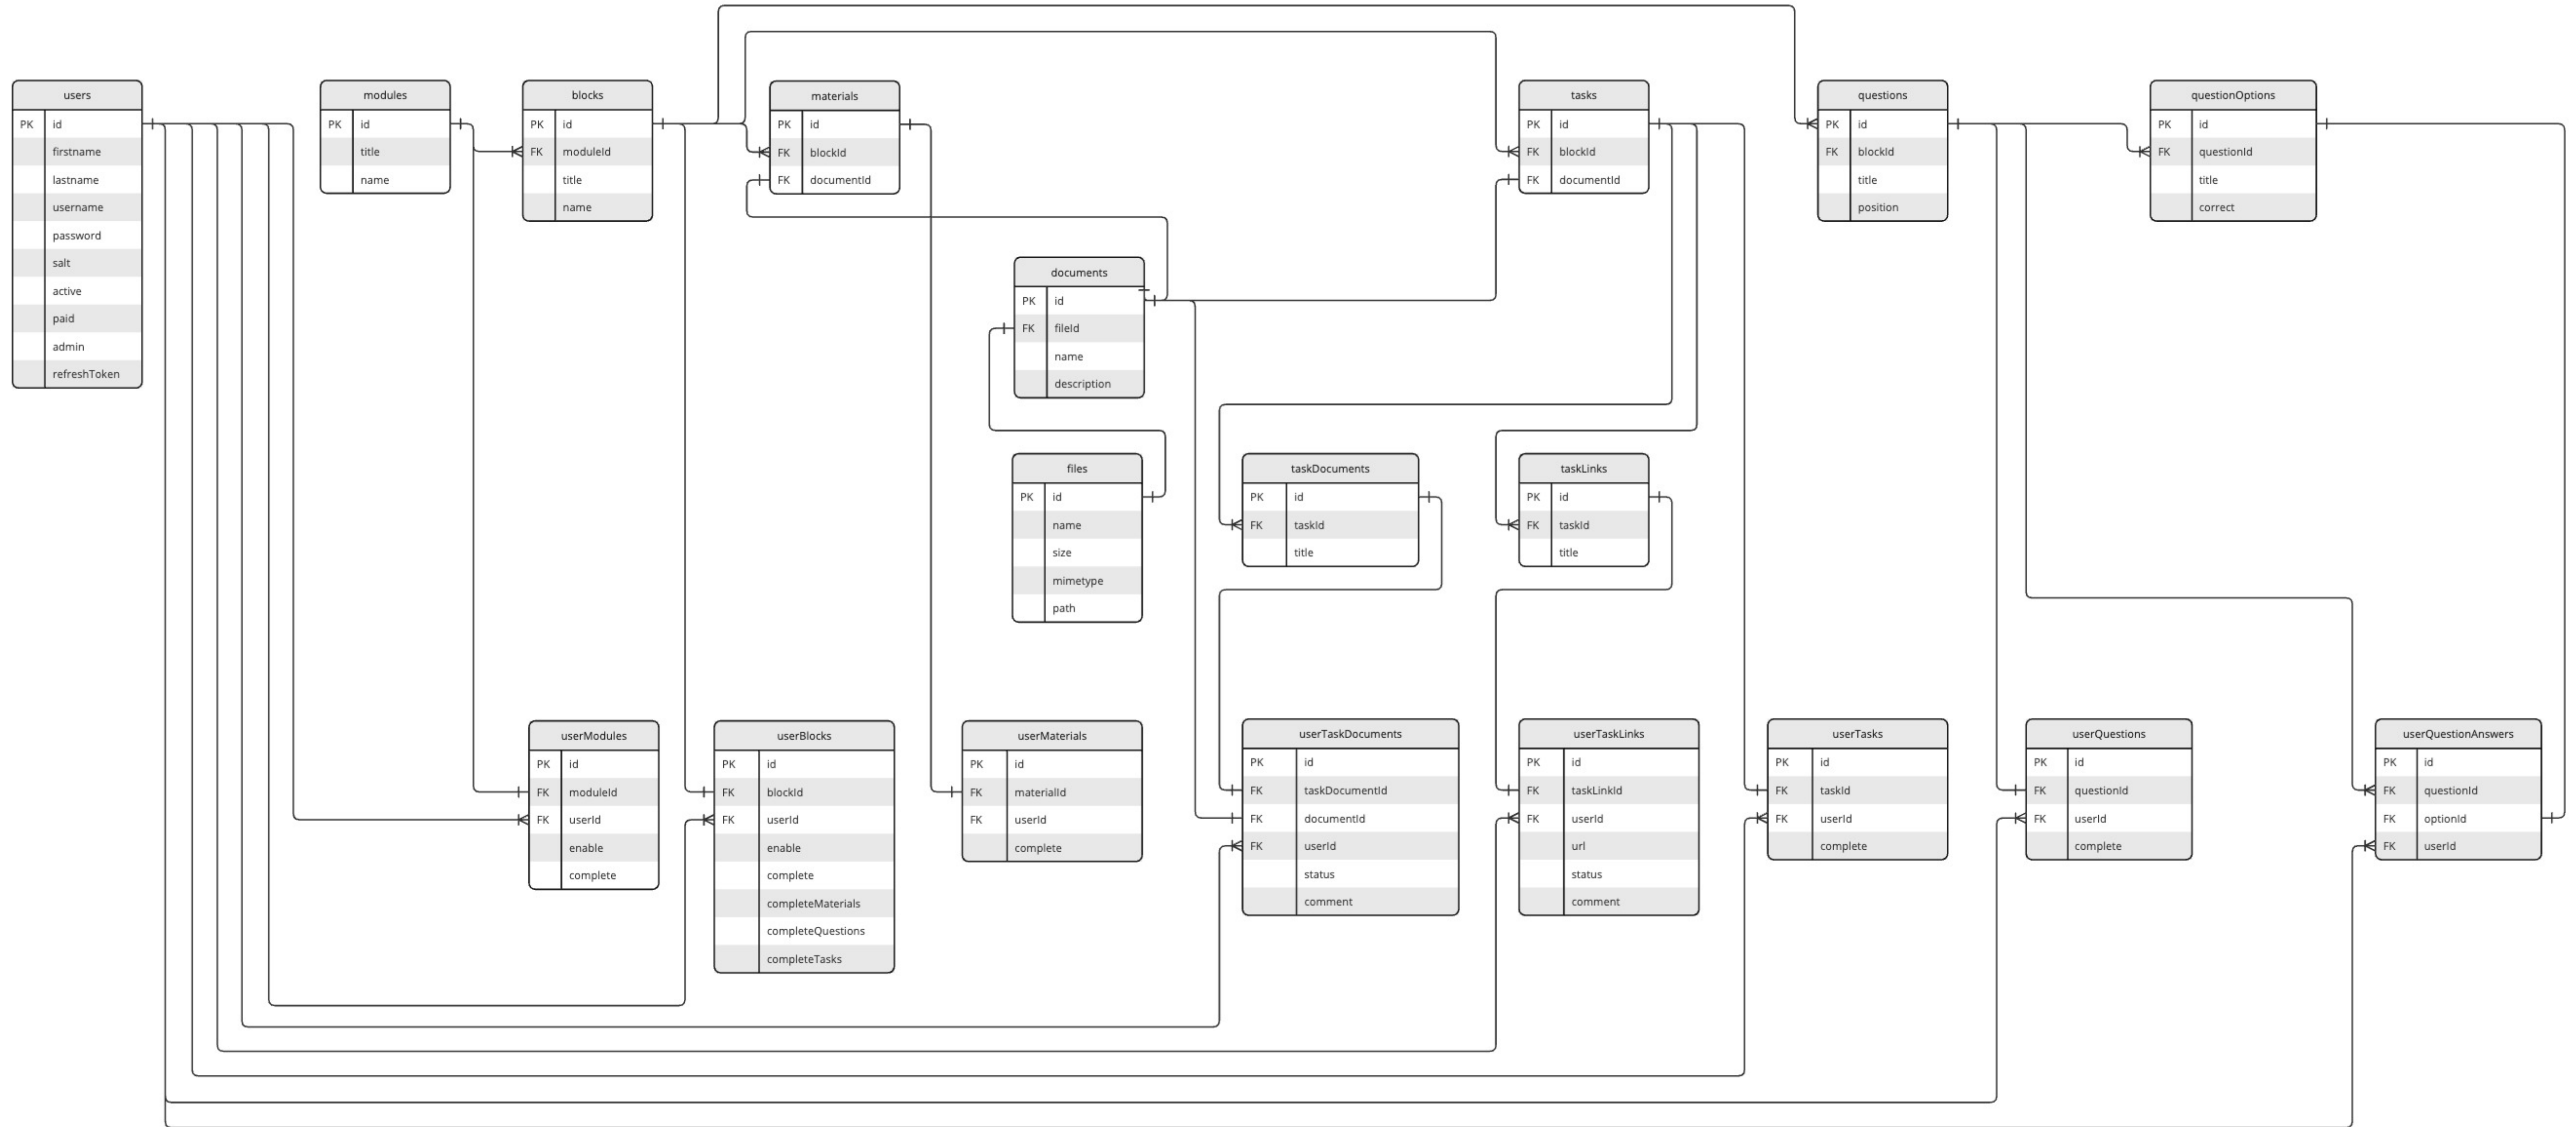 users
PK id
firstname
lastname
username
password
salt
active
paid
admin
refreshToken
modules
PK id
title
name
blocks
PK id
FK moduleId
title
name
materials
PK id
FK blockId
FK documentId
tasks
PK id
FK blockId
FK documentId
questions
PK id
FK blockId
title
position
questionOptions
PK id
FK questionId
title
correct
documents
PK id
FK fileId
name
description
files
PK id
name
size
mimetype
path
taskDocuments
PK id
FK taskId
title
taskLinks
PK id
FK taskId
title
userModules
PK id
FK moduleId
FK userId
enable
complete
userBlocks
PK id
FK blockId
FK userId
enable
complete
completeMaterials
completeQuestions
completeTasks
userMaterials
PK id
FK materialId
FK userId
complete
userTaskDocuments
PK id
FK taskDocumentId
FK documentId
FK userId
status
comment
userTaskLinks
PK id
FK taskLinkId
FK userId
url
status
comment
userTasks
PK id
FK taskId
FK userId
complete
userQuestions
PK id
FK questionId
FK userId
complete
userQuestionAnswers
PK id
FK questionId
FK optionId
FK userId